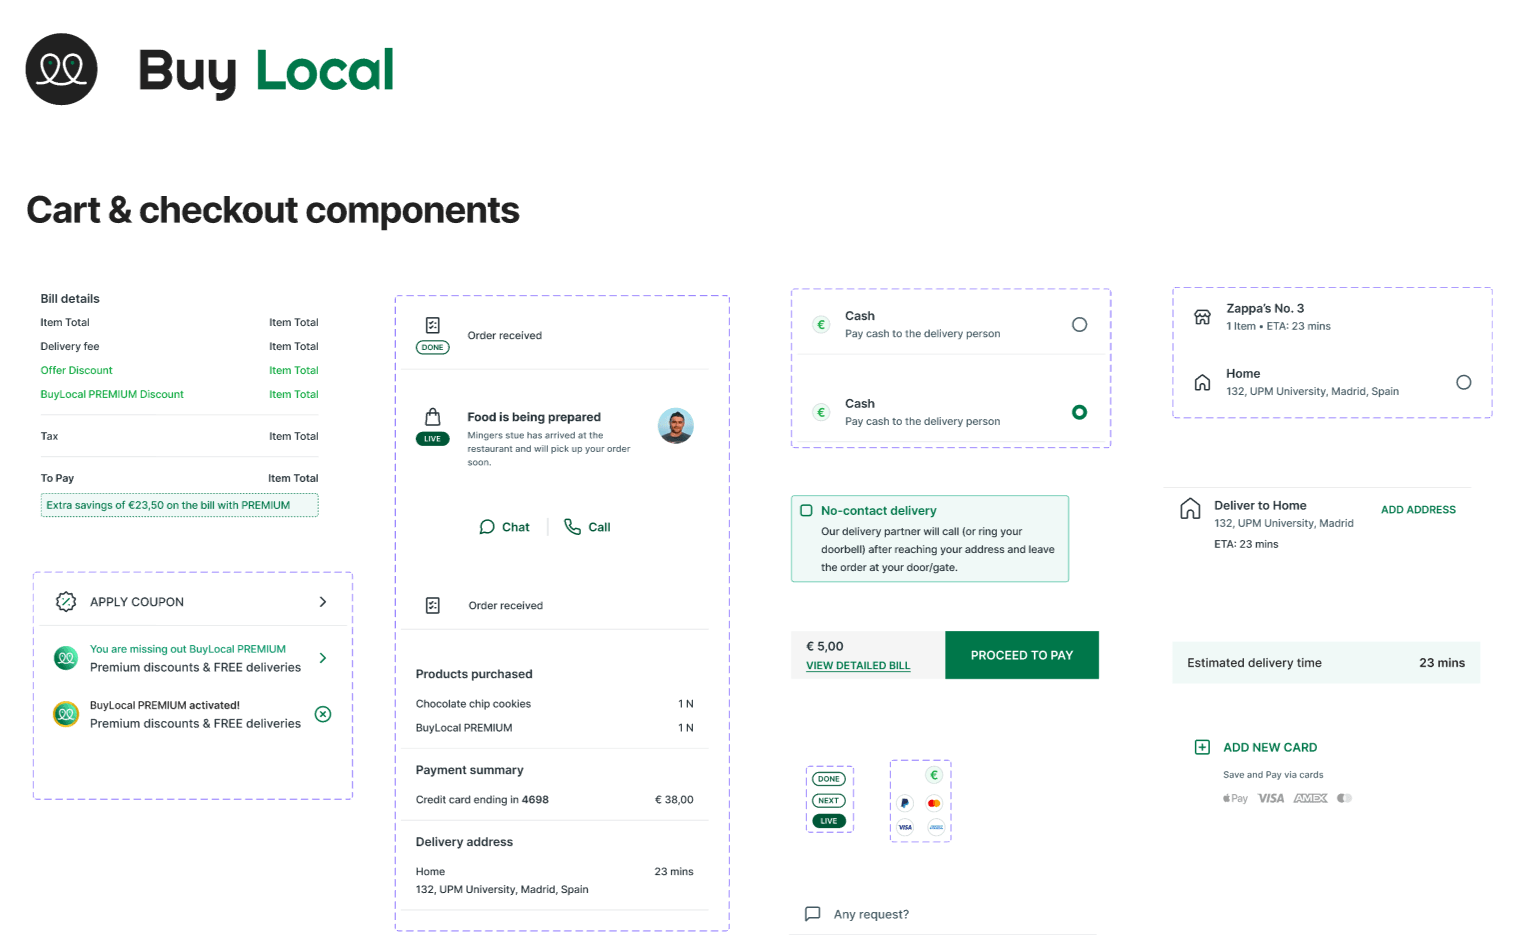 Buy Local
Cart & checkout components
Bill details
Item Total Item Total
Delivery fee Item Total
Offer Discount Item Total
BuyLocal PREMIUM Discount Item Total
Tax Item Total
To Pay Item Total
Extra savings of €23,50 on the bill with PREMIUM
APPLY COUPON
You are missing out BuyLocal PREMIUM
Premium discounts & FREE deliveries
BuyLocal PREMIUM activated!
Premium discounts & FREE deliveries
Order received
DONE
Food is being prepared
LIVE
Mingers stue has arrived at the
restaurant and will pick up your order
soon.
Chat Call
Order received
Products purchased
Chocolate chip cookies 1 N
BuyLocal PREMIUM 1 N
Payment summary
Credit card ending in 4698 € 38,00
Delivery address
Home 23 mins
132, UPM University, Madrid, Spain
Cash
€ Pay cash to the delivery person
Cash
€ Pay cash to the delivery person
No-contact delivery
Our delivery partner will call (or ring your
doorbell) after reaching your address and leave
the order at your door/gate.
€ 5,00
VIEW DETAILED BILL
PROCEED TO PAY
DONE
NEXT
LIVE
€
VISA
Any request?
Zappa's No. 3
1 Item • ETA: 23 mins
Home
132, UPM University, Madrid, Spain
Deliver to Home
132, UPM University, Madrid
ETA: 23 mins
ADD ADDRESS
Estimated delivery time 23 mins
ADD NEW CARD
Save and Pay via cards
Pay VISA AMEX